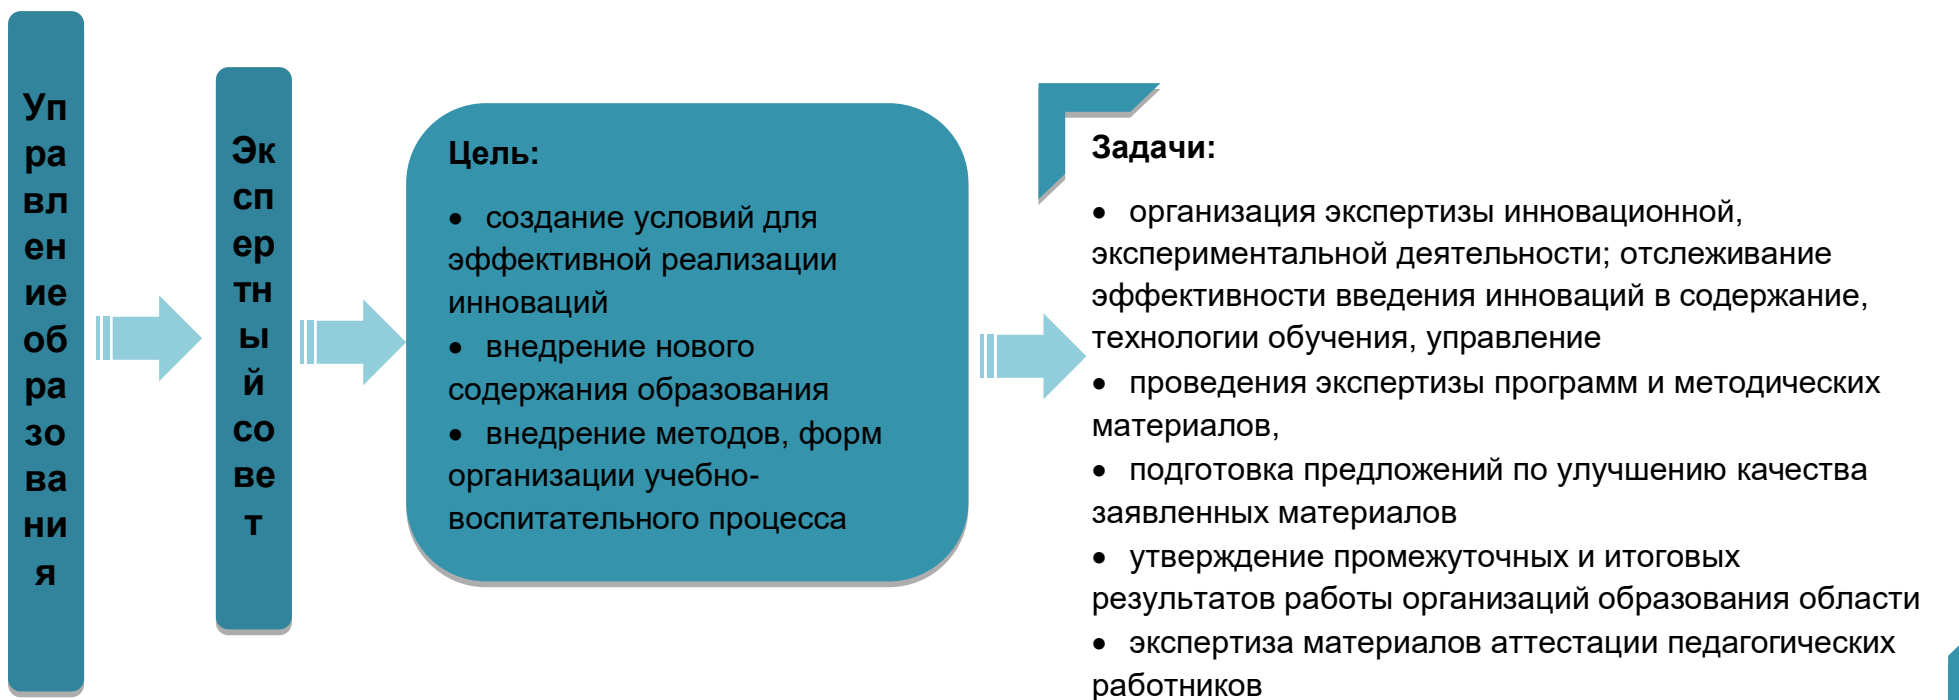 Уп
ра
вл
ен
ие
об
ра
зо
ва
ни
я
Эк
сп
ер
тн
ы
й
со
ве
т
Цель:
• создание условий для
эффективной реализации
инноваций
• внедрение нового
содержания образования
• внедрение методов, форм
организации учебно-
воспитательного процесса
Задачи:
• организация экспертизы инновационной,
экспериментальной деятельности; отслеживание
эффективности введения инноваций в содержание,
технологии обучения, управление
• проведения экспертизы программ и методических
материалов,
• подготовка предложений по улучшению качества
заявленных материалов
• утверждение промежуточных и итоговых
результатов работы организаций образования области
• экспертиза материалов аттестации педагогических
работников